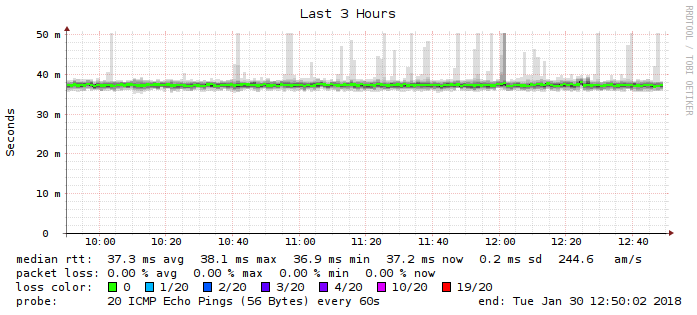 Last 3 Hours
RRDTOOL / TOBI OETIKER
Seconds
50 m
40 m
30 m
20 m
10 m
0
10:00 10:20 10:40 11:00 11:20 11:40 12:00 12:20 12:40
median rtt: 37.3 ms avg 38.1 ms max 36.9 ms min 37.2 ms now 0.2 ms sd 244.6 am/s
packet loss: 0.00 % avg 0.00 % max 0.00 % min 0.00 % now
loss color: 0 1/20 2/20 3/20 4/20 10/20 19/20
probe: 20 ICMP Echo Pings (56 Bytes) every 60s end: Tue Jan 30 12:50:02 2018